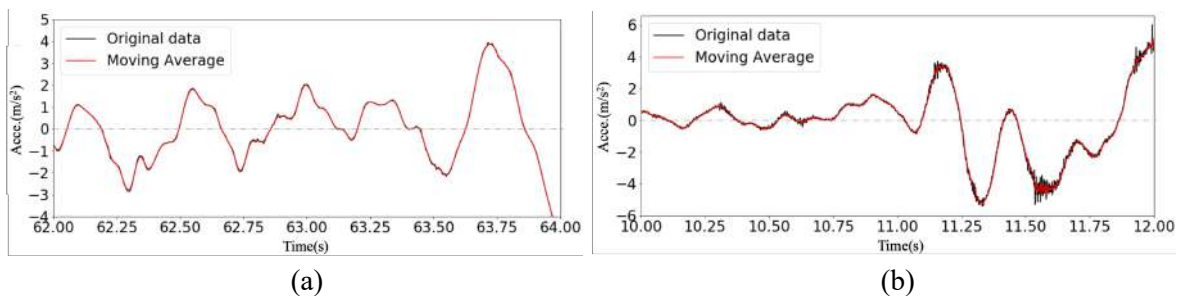 5
4
3
2
1
0
−1
−2
−3
−4
Acce.(m/s²)
Original data
Moving Average
62.00 62.25 62.50 62.75 63.00 63.25 63.50 63.75 64.00
Time(s)
(a)
6
4
2
0
−2
−4
−6
Acce.(m/s²)
Original data
Moving Average
10.00 10.25 10.50 10.75 11.00 11.25 11.50 11.75 12.00
Time(s)
(b)